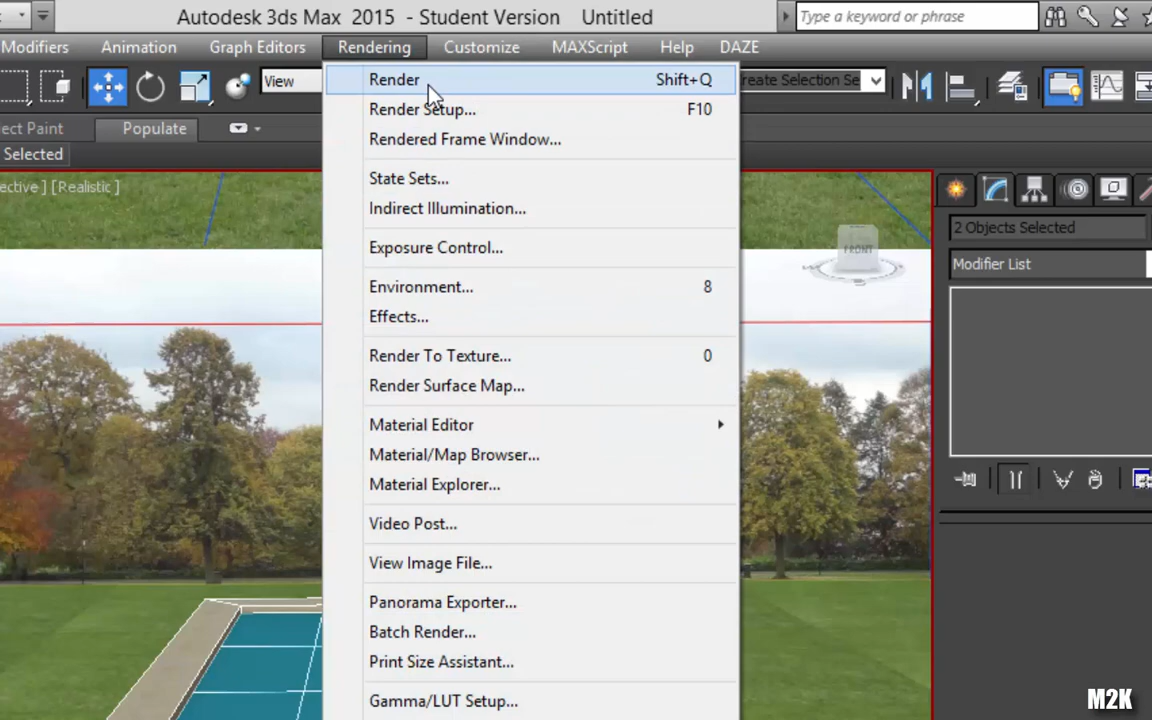 Autodesk 3ds Max 2015 - Student Version Untitled
Type a keyword or phrase
Modifiers Animation Graph Editors Rendering Customize MAXScript Help DAZE
View
Render Shift+Q
Render Setup... F10
Rendered Frame Window...
State Sets...
Indirect Illumination...
Exposure Control...
Environment... 8
Effects...
Render To Texture... 0
Render Surface Map...
Material Editor
Material/Map Browser...
Material Explorer...
Video Post...
View Image File...
Panorama Exporter...
Batch Render...
Print Size Assistant...
Gamma/LUT Setup...
reate Selection Se
ect Paint Populate
Selected
ective ] [Realistic ]
FRONT
2 Objects Selected
Modifier List
M2K